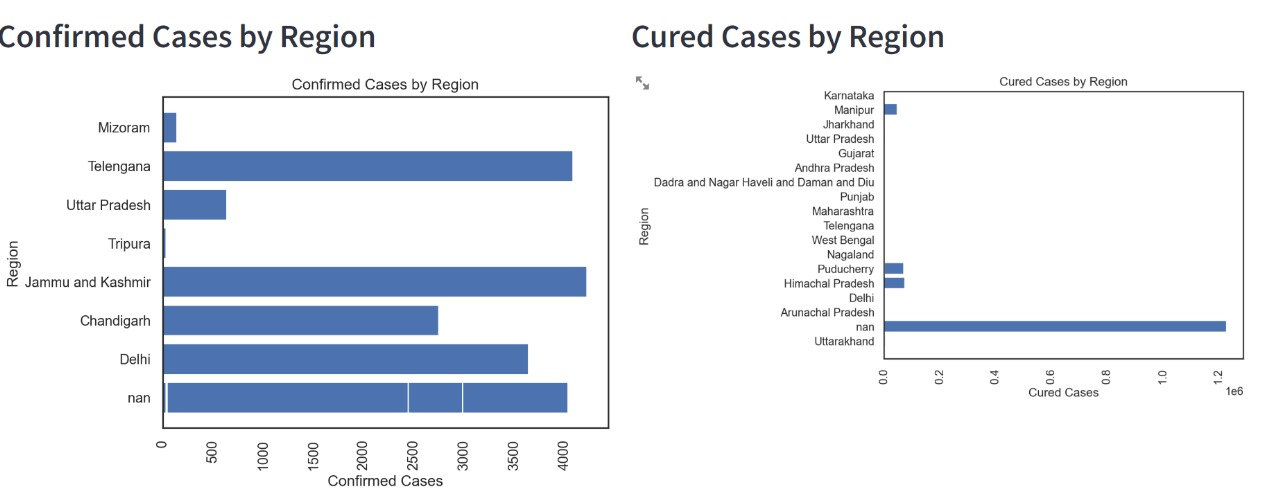 Confirmed Cases by Region
Confirmed Cases by Region
Region
Mizoram
Telengana
Uttar Pradesh
Tripura
Jammu and Kashmir
Chandigarh
Delhi
nan
0 500 1000 1500 2000 2500 3000 3500 4000
Confirmed Cases
Cured Cases by Region
Cured Cases by Region
Region
Karnataka
Manipur
Jharkhand
Uttar Pradesh
Gujarat
Andhra Pradesh
Dadra and Nagar Haveli and Daman and Diu
Punjab
Maharashtra
Telengana
West Bengal
Nagaland
Puducherry
Himachal Pradesh
Delhi
Arunachal Pradesh
nan
Uttarakhand
0.0 0.2 0.4 0.6 0.8 1.0 1.2
1e6
Cured Cases